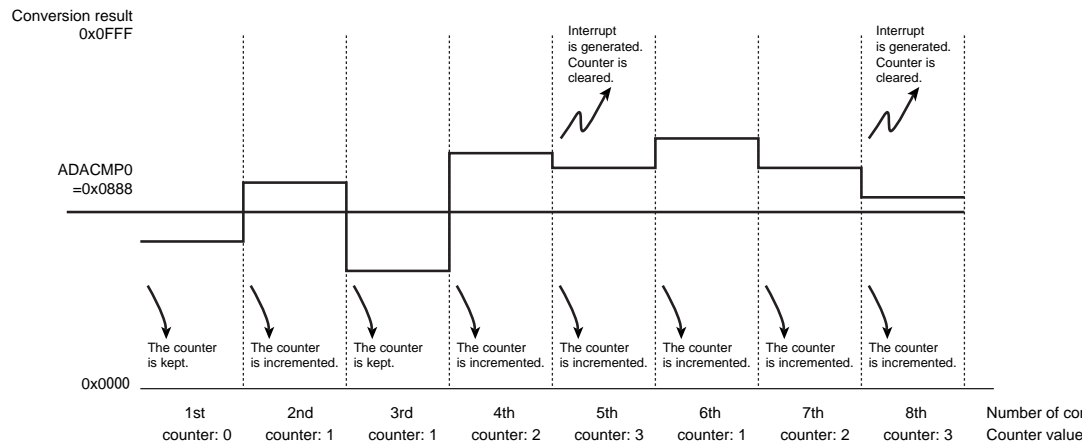 Conversion result
0x0FFF
Interrupt
is generated.
Counter is
cleared.
Interrupt
is generated.
Counter is
cleared.
ADACMP0
=0x0888
The counter
is kept.
The counter
is incremented.
The counter
is kept.
The counter
is incremented.
The counter
is incremented.
The counter
is incremented.
The counter
is incremented.
The counter
is incremented.
0x0000
1st 2nd 3rd 4th 5th 6th 7th 8th Number of
counter: 0 counter: 1 counter: 1 counter: 2 counter: 3 counter: 1 counter: 2 counter: 3 Counter value